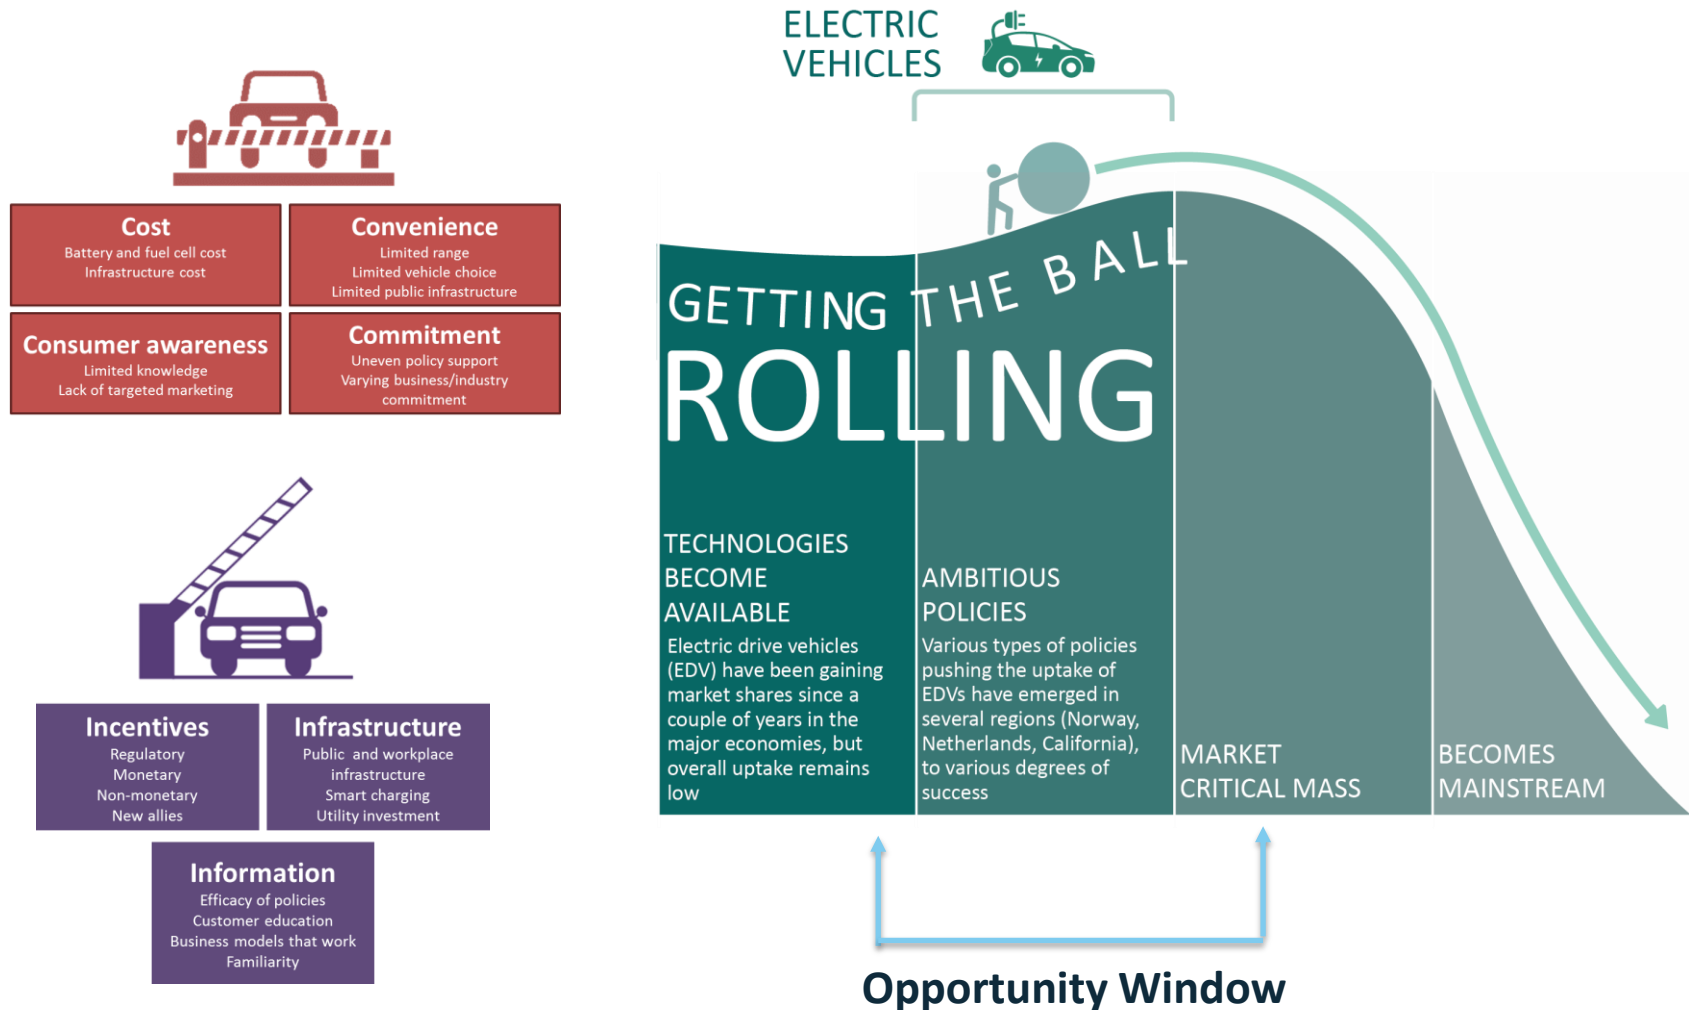 Cost
Battery and fuel cell cost
Infrastructure cost
Convenience
Limited range
Limited vehicle choice
Limited public infrastructure
Consumer awareness
Limited knowledge
Lack of targeted marketing
Commitment
Uneven policy support
Varying business/industry
commitment
Incentives
Regulatory
Monetary
Non-monetary
New allies
Infrastructure
Public and workplace
infrastructure
Smart charging
Utility investment
Information
Efficacy of policies
Customer education
Business models that work
Familiarity
ELECTRIC
VEHICLES
GETTING THE BALL
ROLLING
TECHNOLOGIES
BECOME
AVAILABLE
Electric drive vehicles
(EDV) have been gaining
market shares since a
couple of years in the
major economies, but
overall uptake remains
low
AMBITIOUS
POLICIES
Various types of policies
pushing the uptake of
EDVs have emerged in
several regions (Norway,
Netherlands, California),
to various degrees of
success
MARKET
CRITICAL MASS
BECOMES
MAINSTREAM
Opportunity Window